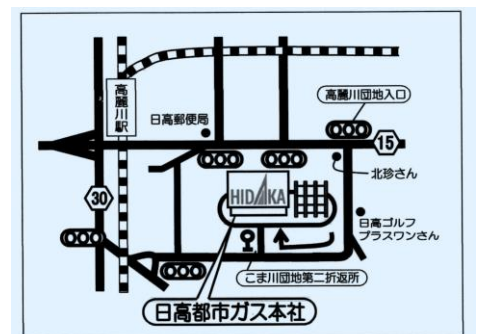 高麗川駅
日高郵便局
高麗川団地入口
15
北珍さん
30
HIDAKA
日高ゴルフ
プラスワンさん
こま川団地第二折返所
日高都市ガス本社